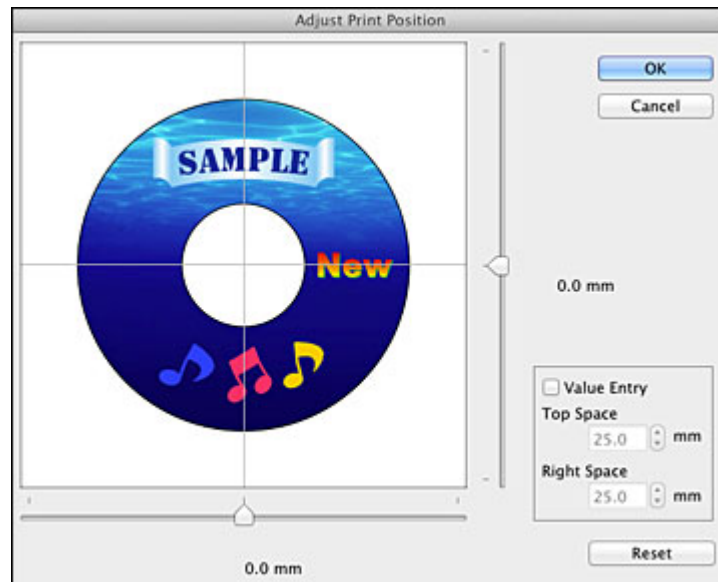 Adjust Print Position
OK
Cancel
SAMPLE
New
0.0 mm
Value Entry
Top Space
25.0 mm
Right Space
25.0 mm
Reset
0.0 mm